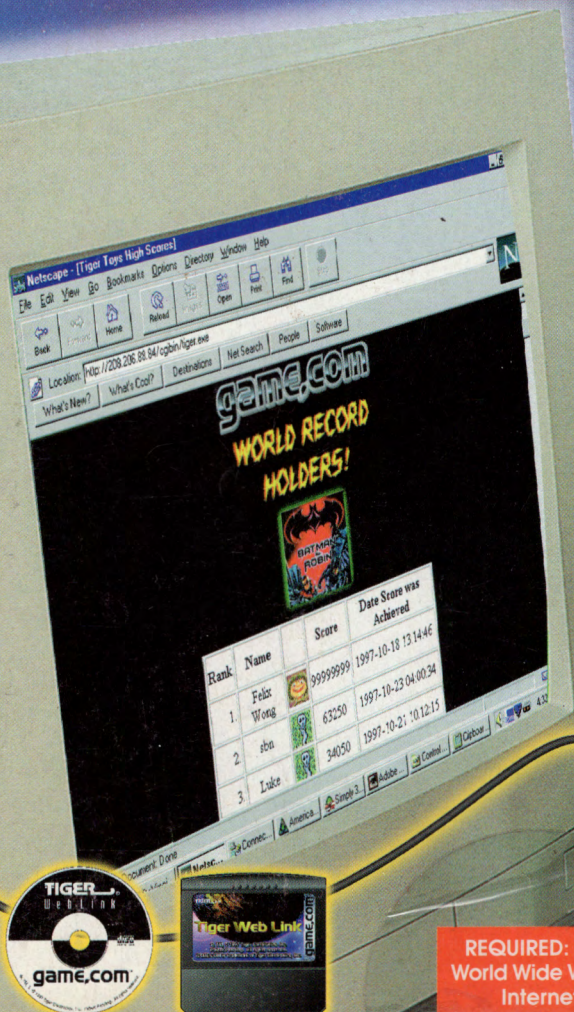 Netscape - [Tiger Toys High Scores]
File Edit View Go Bookmarks Options Directory Window Help
Back Forward Home Reload Images Open Print Find Stop
Location: http://208.206.88.84/cgbin/tiger.exe
What's New? What's Cool? Destinations Net Search People Software
game.com
WORLD RECORD
HOLDERS!
BATMAN
&
ROBIN
Rank Name Score Date Score was Achieved
1. Felix Wong 99999999 1997-10-18 13:14:46
2. sbn 63250 1997-10-23 04:00:34
3. Luke 34050 1997-10-21 10:12:15
Document: Done
Netsc... Connec... America... Simple 3... Adobe ... Control ... Clipboar... 4:32
TIGER
Web Link
game.com
Tiger Web Link
game.com
REQUIRED:
World Wide W
Interne